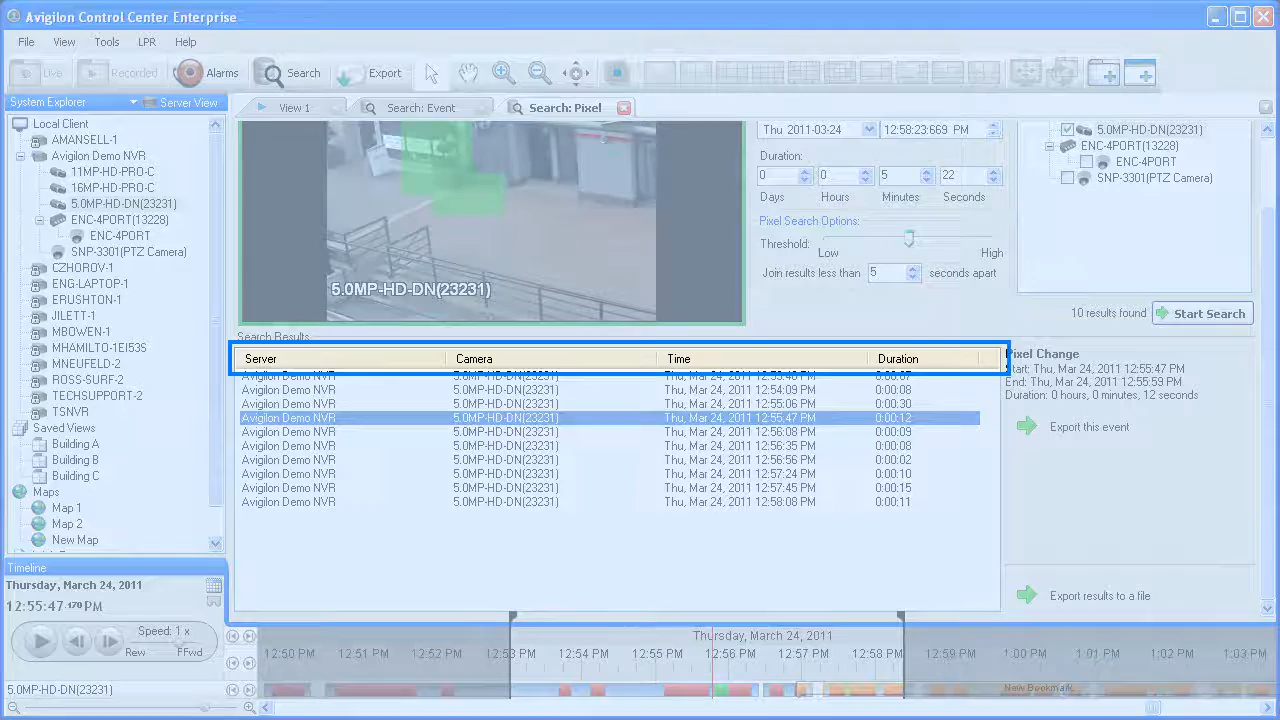 Avigilon Control Center Enterprise
File View Tools LPR Help
Live Recorded Alarms Search Export
System Explorer Server View
View 1 Search: Event Search: Pixel
Local Client
AMANSELL-1
Avigilon Demo NVR
11MP-HD-PRO-C
16MP-HD-PRO-C
5.0MP-HD-DN(23231)
ENC-4PORT(13228)
ENC-4PORT
SNP-3301(PTZ Camera)
CZHOROV-1
ENG-LAPTOP-1
ERUSHTON-1
JILETT-1
MBOWEN-1
MHAMILTO-1EI53S
MNEUFELD-2
ROSS-SURF-2
TECHSUPPORT-2
TSNVR
Saved Views
Building A
Building B
Building C
Maps
Map 1
Map 2
New Map
5.0MP-HD-DN(23231)
Thu 2011-03-24 12:58:23:669 PM
Duration:
0 0 5 22
Days Hours Minutes Seconds
Pixel Search Options:
Threshold:
Low High
Join results less than 5 seconds apart
5.0MP-HD-DN(23231)
ENC-4PORT(13228)
ENC-4PORT
SNP-3301(PTZ Camera)
10 results found Start Search
Search Results
Server Camera Time Duration
Avigilon Demo NVR 5.0MP-HD-DN(23231)
Avigilon Demo NVR 5.0MP-HD-DN(23231) Thu, Mar 24, 2011 12:54:09 PM 0:00:08
Avigilon Demo NVR 5.0MP-HD-DN(23231) Thu, Mar 24, 2011 12:55:06 PM 0:00:30
Avigilon Demo NVR 5.0MP-HD-DN(23231) Thu, Mar 24, 2011 12:55:47 PM 0:00:12
Avigilon Demo NVR 5.0MP-HD-DN(23231) Thu, Mar 24, 2011 12:56:08 PM 0:00:09
Avigilon Demo NVR 5.0MP-HD-DN(23231) Thu, Mar 24, 2011 12:56:35 PM 0:00:08
Avigilon Demo NVR 5.0MP-HD-DN(23231) Thu, Mar 24, 2011 12:56:56 PM 0:00:02
Avigilon Demo NVR 5.0MP-HD-DN(23231) Thu, Mar 24, 2011 12:57:24 PM 0:00:10
Avigilon Demo NVR 5.0MP-HD-DN(23231) Thu, Mar 24, 2011 12:57:45 PM 0:00:15
Avigilon Demo NVR 5.0MP-HD-DN(23231) Thu, Mar 24, 2011 12:58:08 PM 0:00:11
Pixel Change
Start: Thu, Mar 24, 2011 12:55:47 PM
End: Thu, Mar 24, 2011 12:55:59 PM
Duration: 0 hours, 0 minutes, 12 seconds
Export this event
Export results to a file
Timeline
Thursday, March 24, 2011
12:55:47.170 PM
Speed: 1 x
Rew FFwd
Thursday, March 24, 2011
12:50 PM 12:51 PM 12:52 PM 12:53 PM 12:54 PM 12:55 PM 12:56 PM 12:57 PM 12:58 PM 12:59 PM 1:00 PM 1:01 PM 1:02 PM 1:03 PM
5.0MP-HD-DN(23231)
New Bookmark